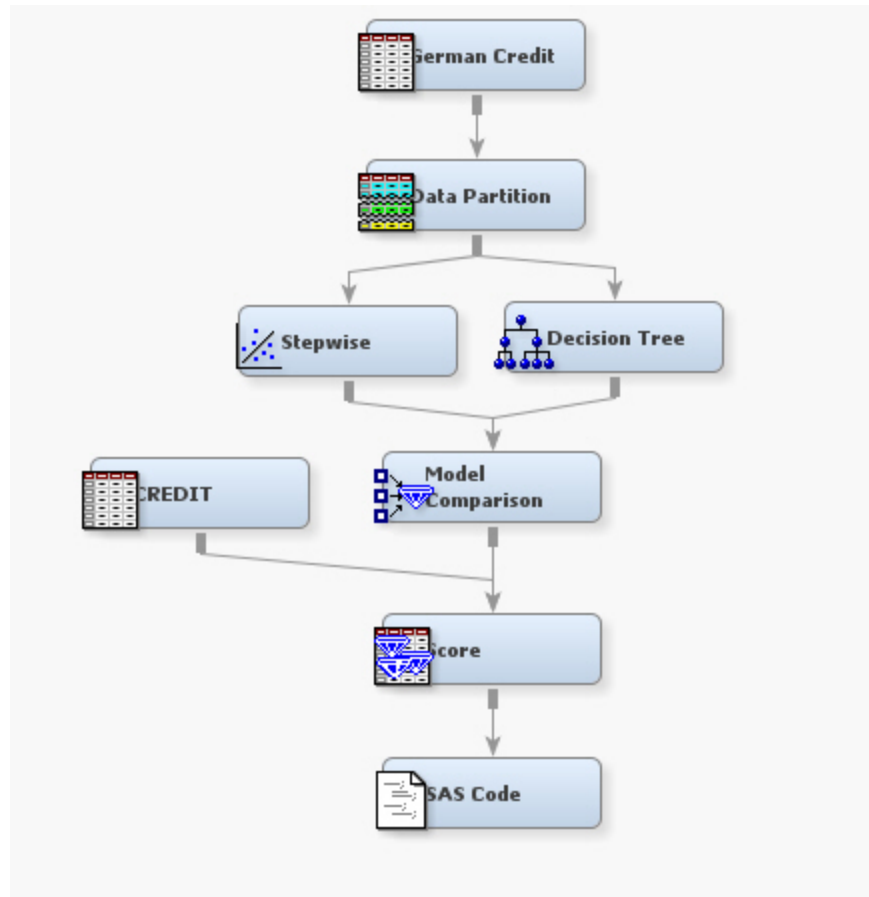 German Credit
Data Partition
Stepwise
Decision Tree
CREDIT
Model
Comparison
Score
SAS Code